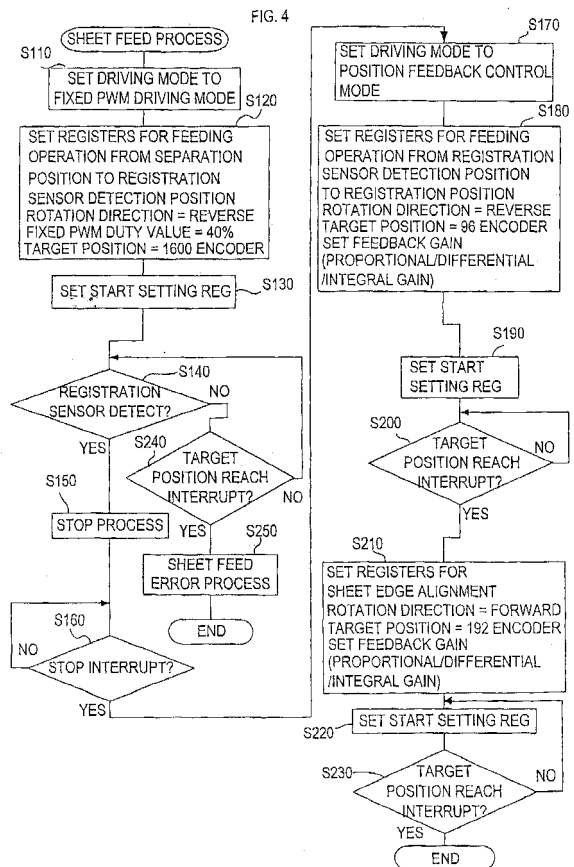 FIG. 4
SHEET FEED PROCESS
S110
SET DRIVING MODE TO
FIXED PWM DRIVING MODE
S120
SET REGISTERS FOR FEEDING
OPERATION FROM SEPARATION
POSITION TO REGISTRATION
SENSOR DETECTION POSITION
ROTATION DIRECTION = REVERSE
FIXED PWM DUTY VALUE = 40%
TARGET POSITION = 1600 ENCODER
SET START SETTING REG
S130
S140
REGISTRATION
SENSOR DETECT?
NO
YES
S240
TARGET
POSITION REACH
INTERRUPT?
NO
YES
S150
STOP PROCESS
S250
SHEET FEED
ERROR PROCESS
END
S160
NO
STOP INTERRUPT?
YES
S170
SET DRIVING MODE TO
POSITION FEEDBACK CONTROL
MODE
S180
SET REGISTERS FOR FEEDING
OPERATION FROM REGISTRATION
SENSOR DETECTION POSITION
TO REGISTRATION POSITION
ROTATION DIRECTION = REVERSE
TARGET POSITION = 96 ENCODER
SET FEEDBACK GAIN
(PROPORTIONAL/DIFFERENTIAL
/INTEGRAL GAIN)
S190
SET START
SETTING REG
S200
TARGET
POSITION REACH
INTERRUPT?
NO
YES
S210
SET REGISTERS FOR
SHEET EDGE ALIGNMENT
ROTATION DIRECTION = FORWARD
TARGET POSITION = 192 ENCODER
SET FEEDBACK GAIN
(PROPORTIONAL/DIFFERENTIAL
/INTEGRAL GAIN)
SET START SETTING REG
S220
S230
TARGET
POSITION REACH
INTERRUPT?
NO
YES
END